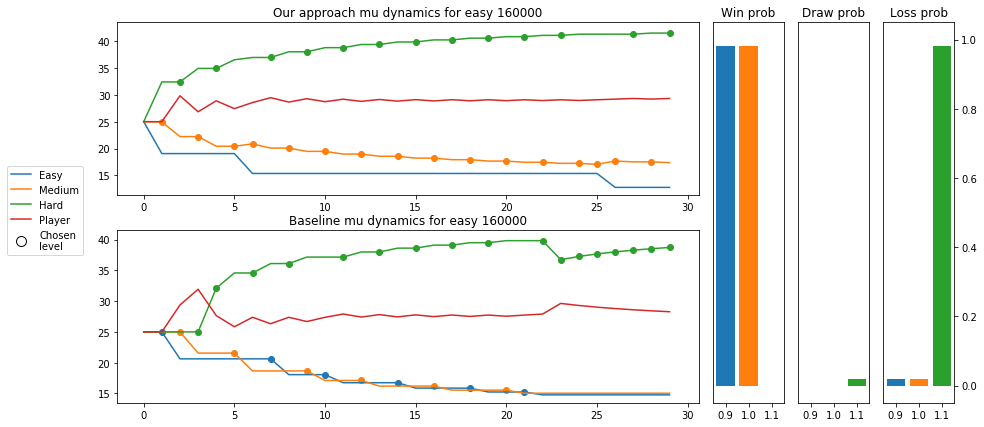 Our approach mu dynamics for easy 160000
40
35
30
25
20
15
0 5 10 15 20 25 30
Easy
Medium
Hard
Player
Chosen
level
Baseline mu dynamics for easy 160000
40
35
30
25
20
15
0 5 10 15 20 25 30
Win prob Draw prob Loss prob
1.0
0.8
0.6
0.4
0.2
0.0
0.9 1.0 1.1 0.9 1.0 1.1 0.9 1.0 1.1